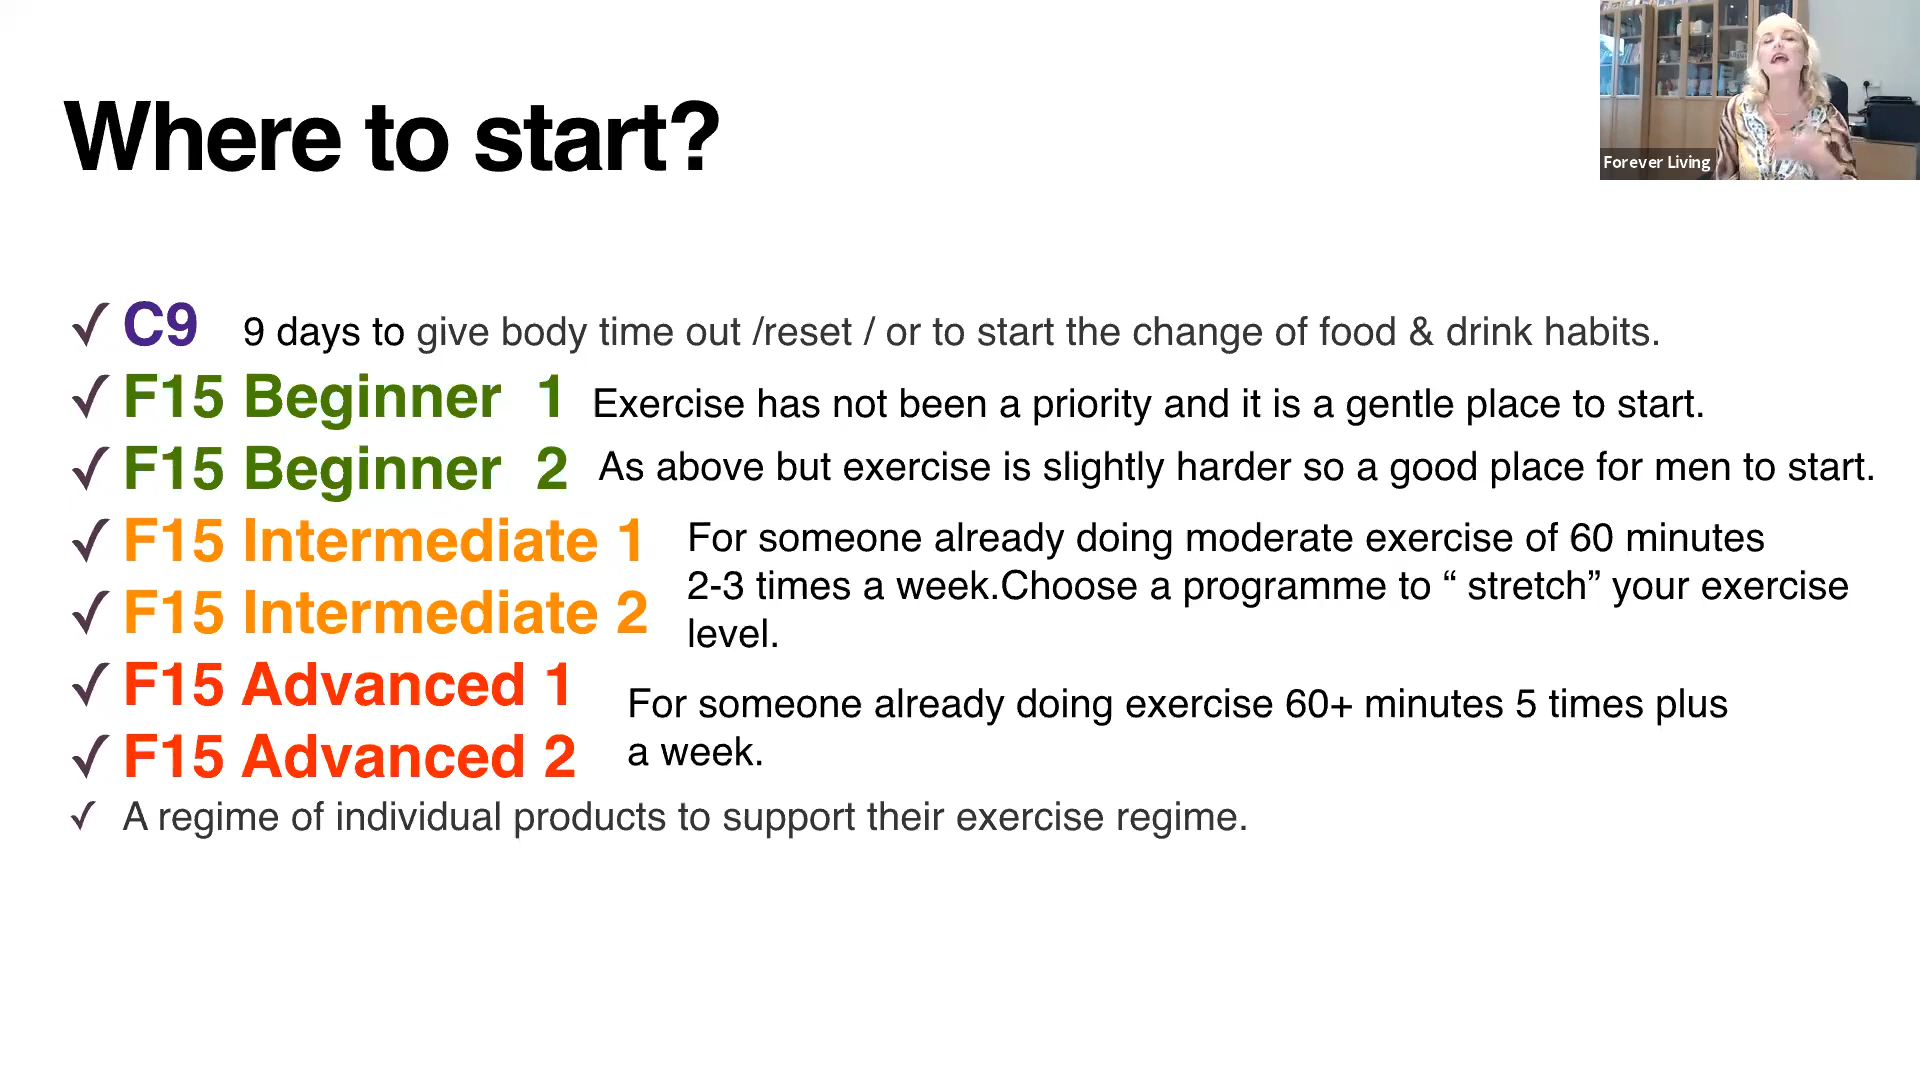 Where to start?
Forever Living
✓ C9 9 days to give body time out /reset / or to start the change of food & drink habits.
✓ F15 Beginner 1 Exercise has not been a priority and it is a gentle place to start.
✓ F15 Beginner 2 As above but exercise is slightly harder so a good place for men to start.
✓ F15 Intermediate 1
✓ F15 Intermediate 2
For someone already doing moderate exercise of 60 minutes
2-3 times a week.Choose a programme to “ stretch” your exercise
level.
✓ F15 Advanced 1
✓ F15 Advanced 2
For someone already doing exercise 60+ minutes 5 times plus
a week.
✓ A regime of individual products to support their exercise regime.